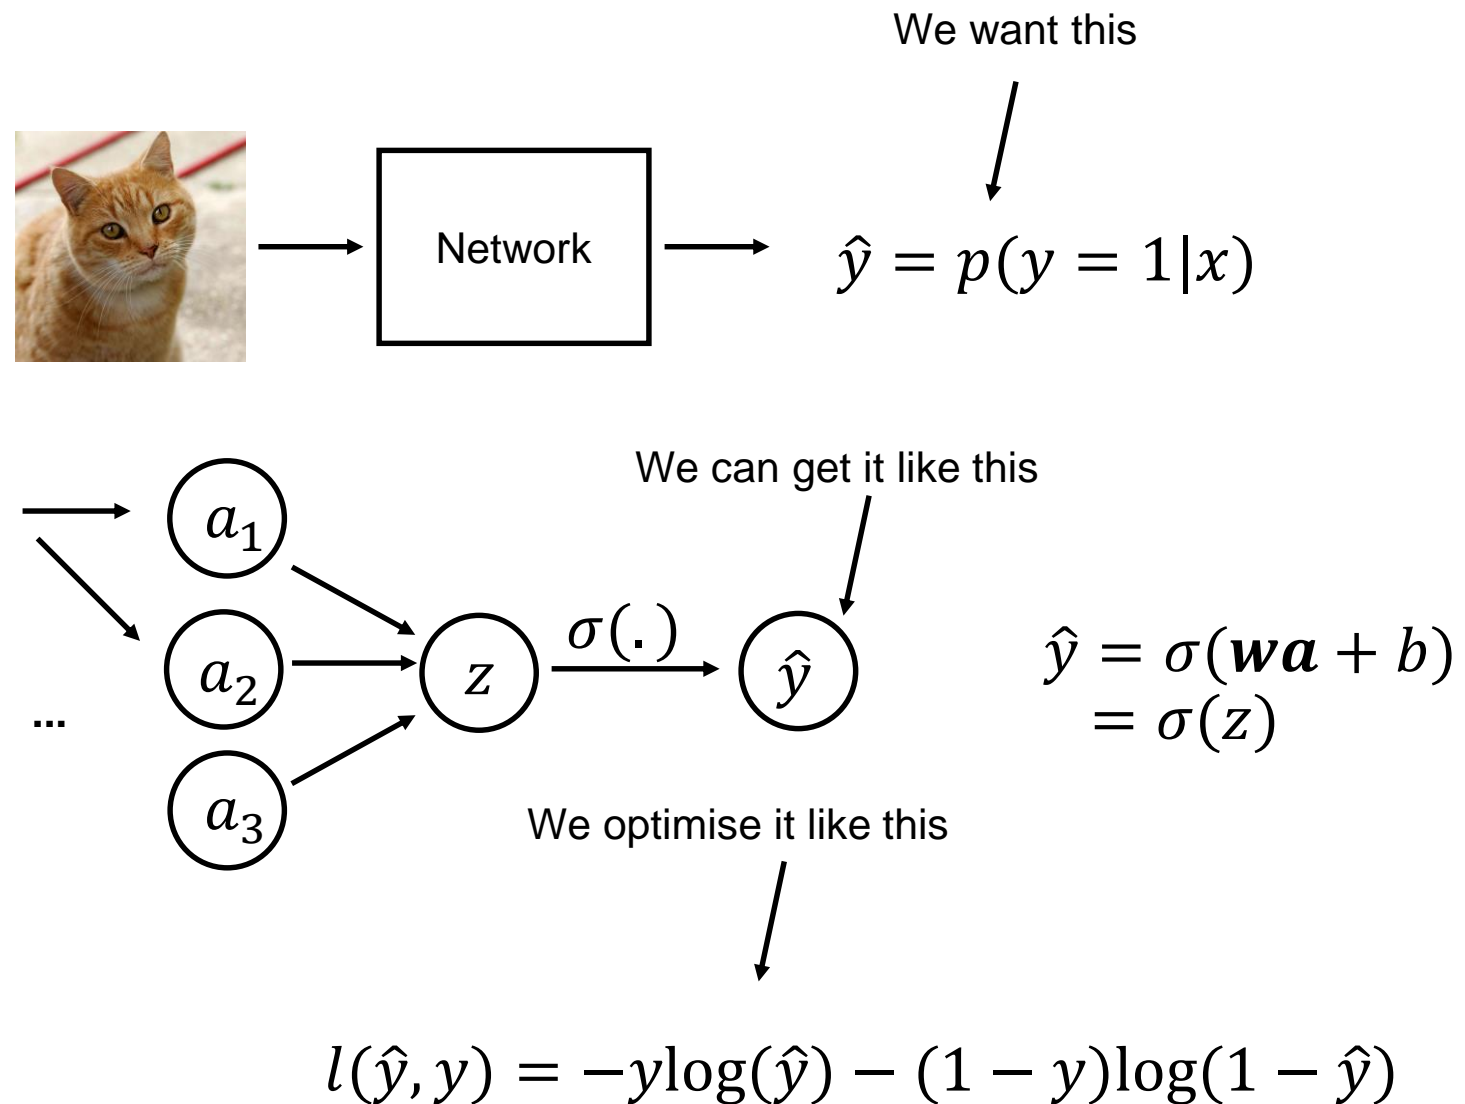 We want this
Network
ŷ = p(y = 1|x)
We can get it like this
a₁
a₂
a₃
...
z
σ(.)
ŷ
ŷ = σ(wa + b)
= σ(z)
We optimise it like this
l(ŷ, y) = −ylog(ŷ) − (1 − y)log(1 − ŷ)